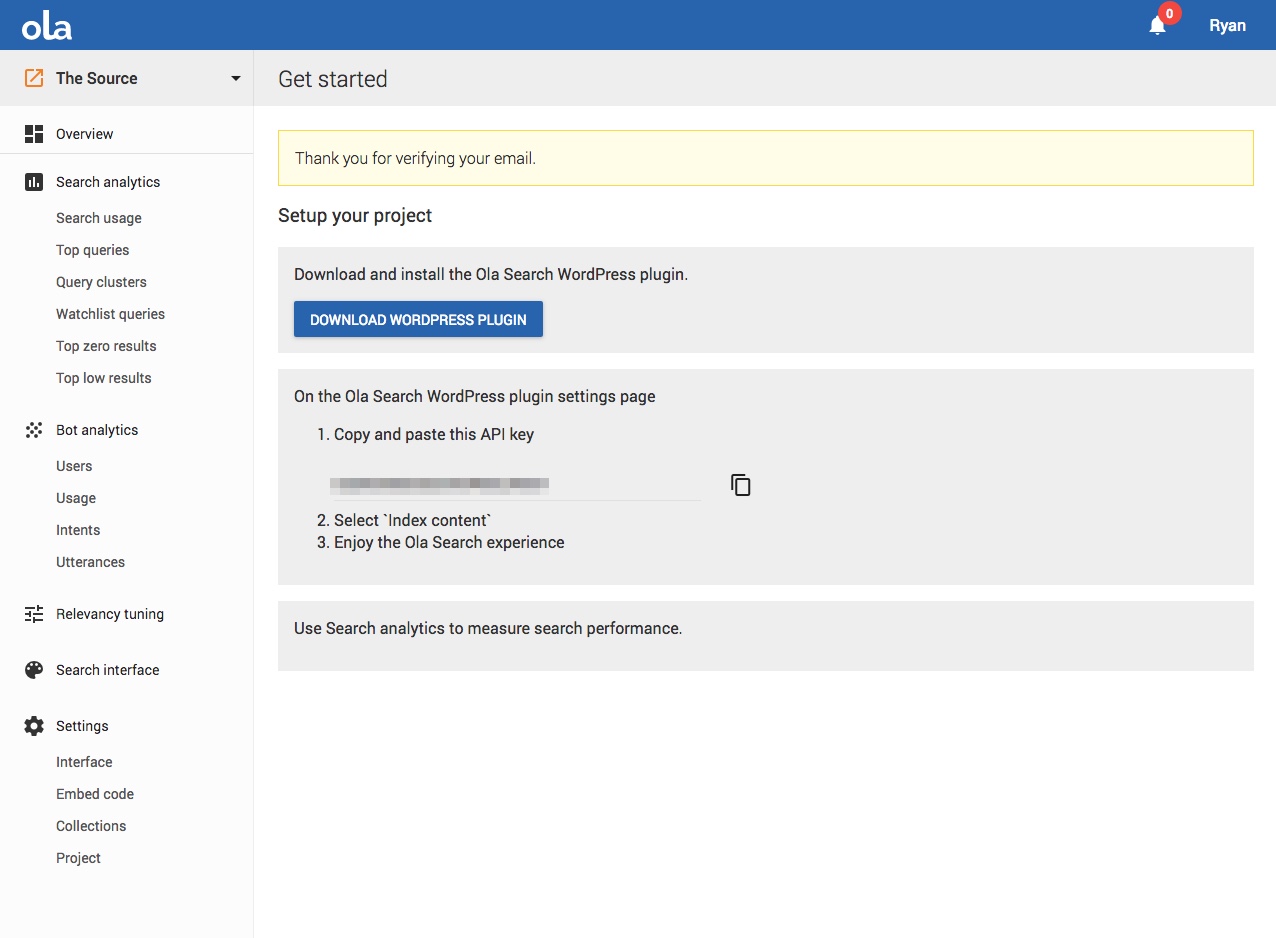 ola
0
Ryan
The Source
Get started
Overview
Search analytics
Search usage
Top queries
Query clusters
Watchlist queries
Top zero results
Top low results
Bot analytics
Users
Usage
Intents
Utterances
Relevancy tuning
Search interface
Settings
Interface
Embed code
Collections
Project
Thank you for verifying your email.
Setup your project
Download and install the Ola Search WordPress plugin.
DOWNLOAD WORDPRESS PLUGIN
On the Ola Search WordPress plugin settings page
1. Copy and paste this API key
2. Select `Index content`
3. Enjoy the Ola Search experience
Use Search analytics to measure search performance.